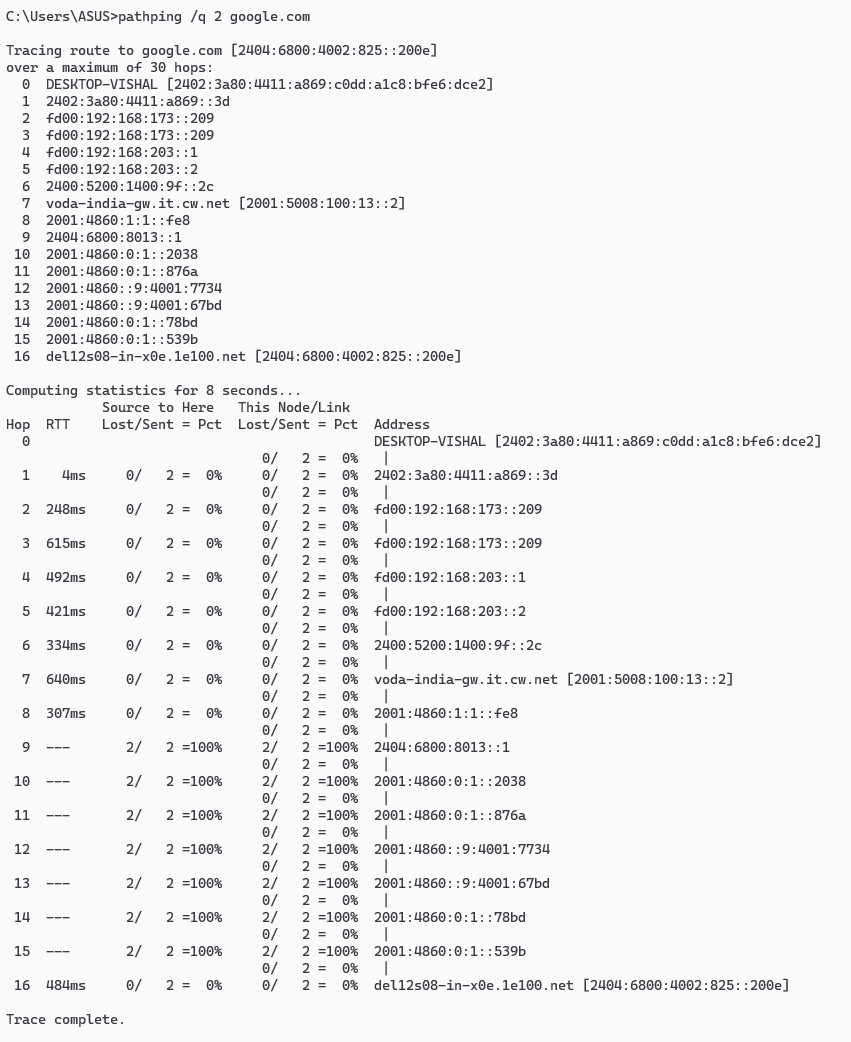 C:\Users\ASUS>pathping /q 2 google.com

Tracing route to google.com [2404:6800:4002:825::200e]
over a maximum of 30 hops:
  0  DESKTOP-VISHAL [2402:3a80:4411:a869:c0dd:a1c8:bfe6:dce2]
  1  2402:3a80:4411:a869::3d
  2  fd00:192:168:173::209
  3  fd00:192:168:173::209
  4  fd00:192:168:203::1
  5  fd00:192:168:203::2
  6  2400:5200:1400:9f::2c
  7  voda-india-gw.it.cw.net [2001:5008:100:13::2]
  8  2001:4860:1:1::fe8
  9  2404:6800:8013::1
 10  2001:4860:0:1::2038
 11  2001:4860:0:1::876a
 12  2001:4860::9:4001:7734
 13  2001:4860::9:4001:67bd
 14  2001:4860:0:1::78bd
 15  2001:4860:0:1::539b
 16  del12s08-in-x0e.1e100.net [2404:6800:4002:825::200e]

Computing statistics for 8 seconds...
            Source to Here   This Node/Link
Hop  RTT    Lost/Sent = Pct  Lost/Sent = Pct  Address
  0                                           DESKTOP-VISHAL [2402:3a80:4411:a869:c0dd:a1c8:bfe6:dce2]
                                0/   2 =  0%   |
  1    4ms     0/   2 =  0%     0/   2 =  0%  2402:3a80:4411:a869::3d
                                0/   2 =  0%   |
  2  248ms     0/   2 =  0%     0/   2 =  0%  fd00:192:168:173::209
                                0/   2 =  0%   |
  3  615ms     0/   2 =  0%     0/   2 =  0%  fd00:192:168:173::209
                                0/   2 =  0%   |
  4  492ms     0/   2 =  0%     0/   2 =  0%  fd00:192:168:203::1
                                0/   2 =  0%   |
  5  421ms     0/   2 =  0%     0/   2 =  0%  fd00:192:168:203::2
                                0/   2 =  0%   |
  6  334ms     0/   2 =  0%     0/   2 =  0%  2400:5200:1400:9f::2c
                                0/   2 =  0%   |
  7  640ms     0/   2 =  0%     0/   2 =  0%  voda-india-gw.it.cw.net [2001:5008:100:13::2]
                                0/   2 =  0%   |
  8  307ms     0/   2 =  0%     0/   2 =  0%  2001:4860:1:1::fe8
                                0/   2 =  0%   |
  9  ---       2/   2 =100%     2/   2 =100%  2404:6800:8013::1
                                0/   2 =  0%   |
 10  ---       2/   2 =100%     2/   2 =100%  2001:4860:0:1::2038
                                0/   2 =  0%   |
 11  ---       2/   2 =100%     2/   2 =100%  2001:4860:0:1::876a
                                0/   2 =  0%   |
 12  ---       2/   2 =100%     2/   2 =100%  2001:4860::9:4001:7734
                                0/   2 =  0%   |
 13  ---       2/   2 =100%     2/   2 =100%  2001:4860::9:4001:67bd
                                0/   2 =  0%   |
 14  ---       2/   2 =100%     2/   2 =100%  2001:4860:0:1::78bd
                                0/   2 =  0%   |
 15  ---       2/   2 =100%     2/   2 =100%  2001:4860:0:1::539b
                                0/   2 =  0%   |
 16  484ms     0/   2 =  0%     0/   2 =  0%  del12s08-in-x0e.1e100.net [2404:6800:4002:825::200e]

Trace complete.